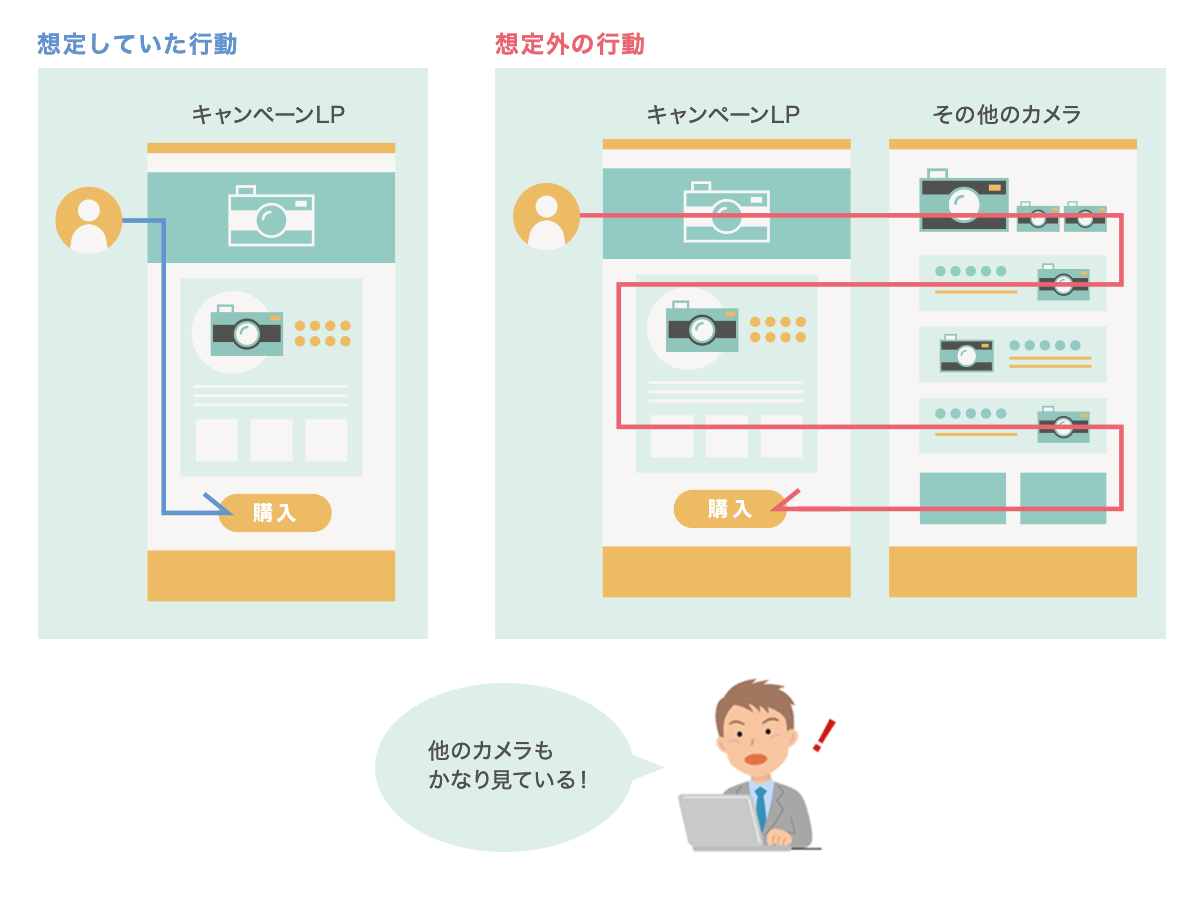 想定していた行動
キャンペーンLP
購入
想定外の行動
キャンペーンLP
その他のカメラ
購入
他のカメラも
かなり見ている！